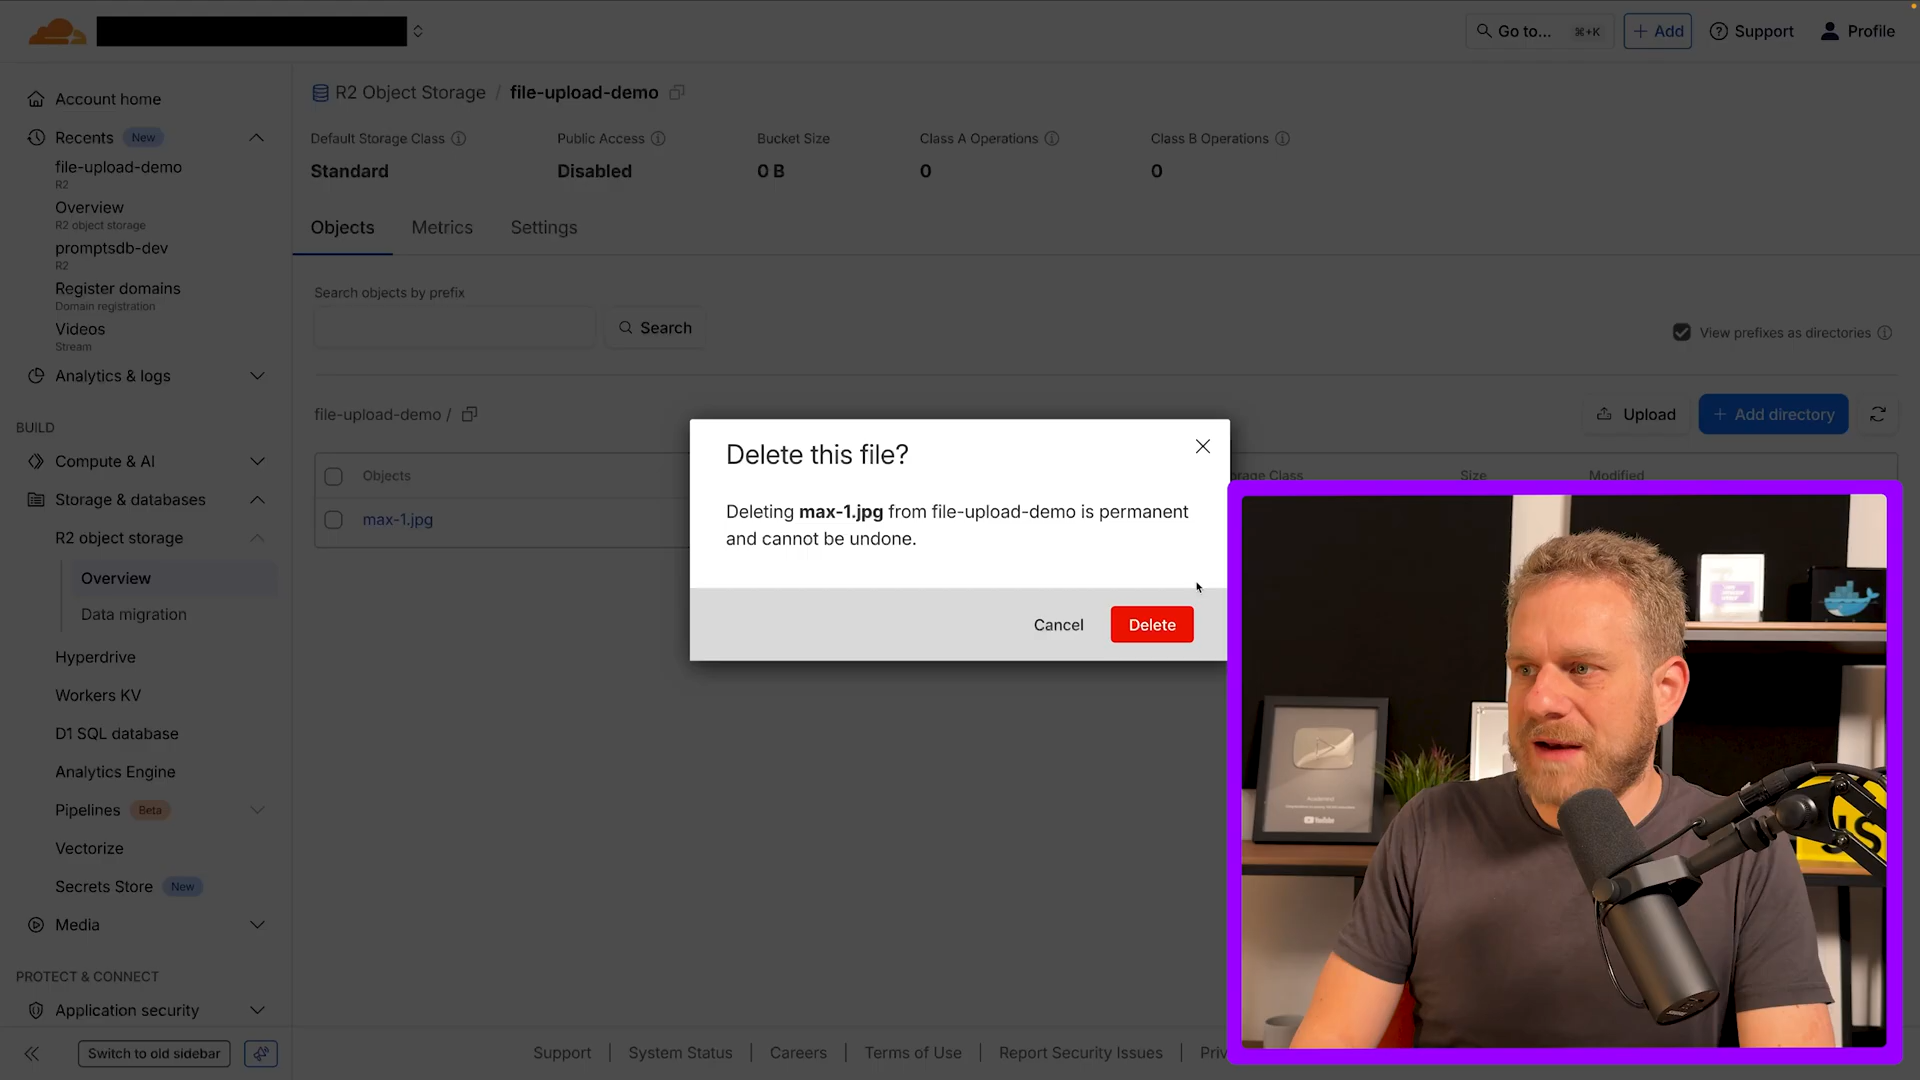 Go to...
⌘+K
+ Add
Support
Profile
Account home
Recents New
file-upload-demo
R2
Overview
R2 object storage
promptsdb-dev
R2
Register domains
Domain registration
Videos
Stream
Analytics & logs
BUILD
Compute & AI
Storage & databases
R2 object storage
Overview
Data migration
Hyperdrive
Workers KV
D1 SQL database
Analytics Engine
Pipelines Beta
Vectorize
Secrets Store New
Media
PROTECT & CONNECT
Application security
Switch to old sidebar
R2 Object Storage / file-upload-demo
Default Storage Class
Standard
Public Access
Disabled
Bucket Size
0 B
Class A Operations
0
Class B Operations
0
Objects
Metrics
Settings
Search objects by prefix
Search
View prefixes as directories
file-upload-demo /
Upload
+ Add directory
Objects
orage Class
Size
Modified
max-1.jpg
Delete this file?
Deleting max-1.jpg from file-upload-demo is permanent
and cannot be undone.
Cancel
Delete
YouTube
JS
Support
System Status
Careers
Terms of Use
Report Security Issues
Priv